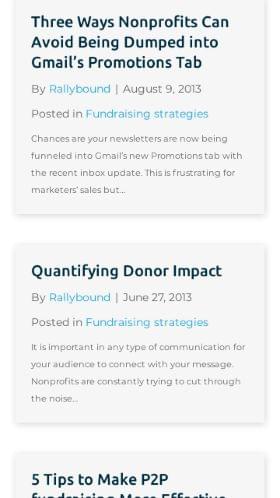 Three Ways Nonprofits Can
Avoid Being Dumped into
Gmail's Promotions Tab
By Rallybound | August 9, 2013
Posted in Fundraising strategies
Chances are your newsletters are now being
funneled into Gmail's new Promotions tab with
the recent inbox update. This is frustrating for
marketers' sales but...
Quantifying Donor Impact
By Rallybound | June 27, 2013
Posted in Fundraising strategies
It is important in any type of communication for
your audience to connect with your message.
Nonprofits are constantly trying to cut through
the noise...
5 Tips to Make P2P
fundraising More Effective